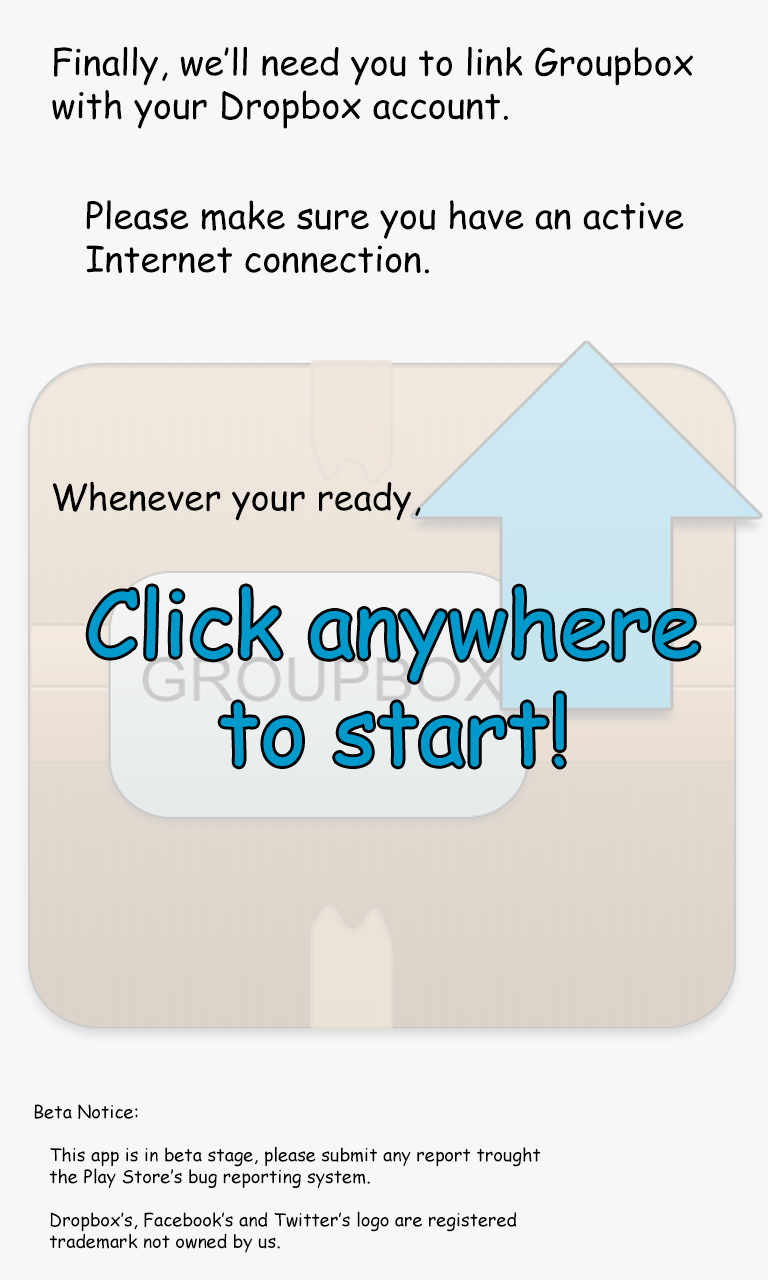 Finally, we’ll need you to link Groupbox
with your Dropbox account.
Please make sure you have an active
Internet connection.
Whenever your ready,
Click anywhere
GROUPBOX
to start!
Beta Notice:
This app is in beta stage, please submit any report trought
the Play Store’s bug reporting system.
Dropbox’s, Facebook’s and Twitter’s logo are registered
trademark not owned by us.